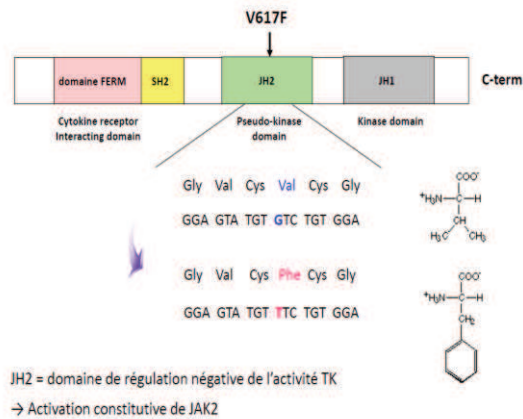 V617F
domaine FERM SH2 JH2 JH1 C-term
Cytokine receptor
Interacting domain
Pseudo-kinase
domain
Kinase domain
Gly Val Cys Val Cys Gly
GGA GTA TGT GTC TGT GGA
COO⁻
⁺H₃N—C—H
CH
H₃C CH₃
Gly Val Cys Phe Cys Gly
GGA GTA TGT TTC TGT GGA
COO⁻
⁺H₃N—C—H
CH₂
JH2 = domaine de régulation négative de l'activité TK
→ Activation constitutive de JAK2